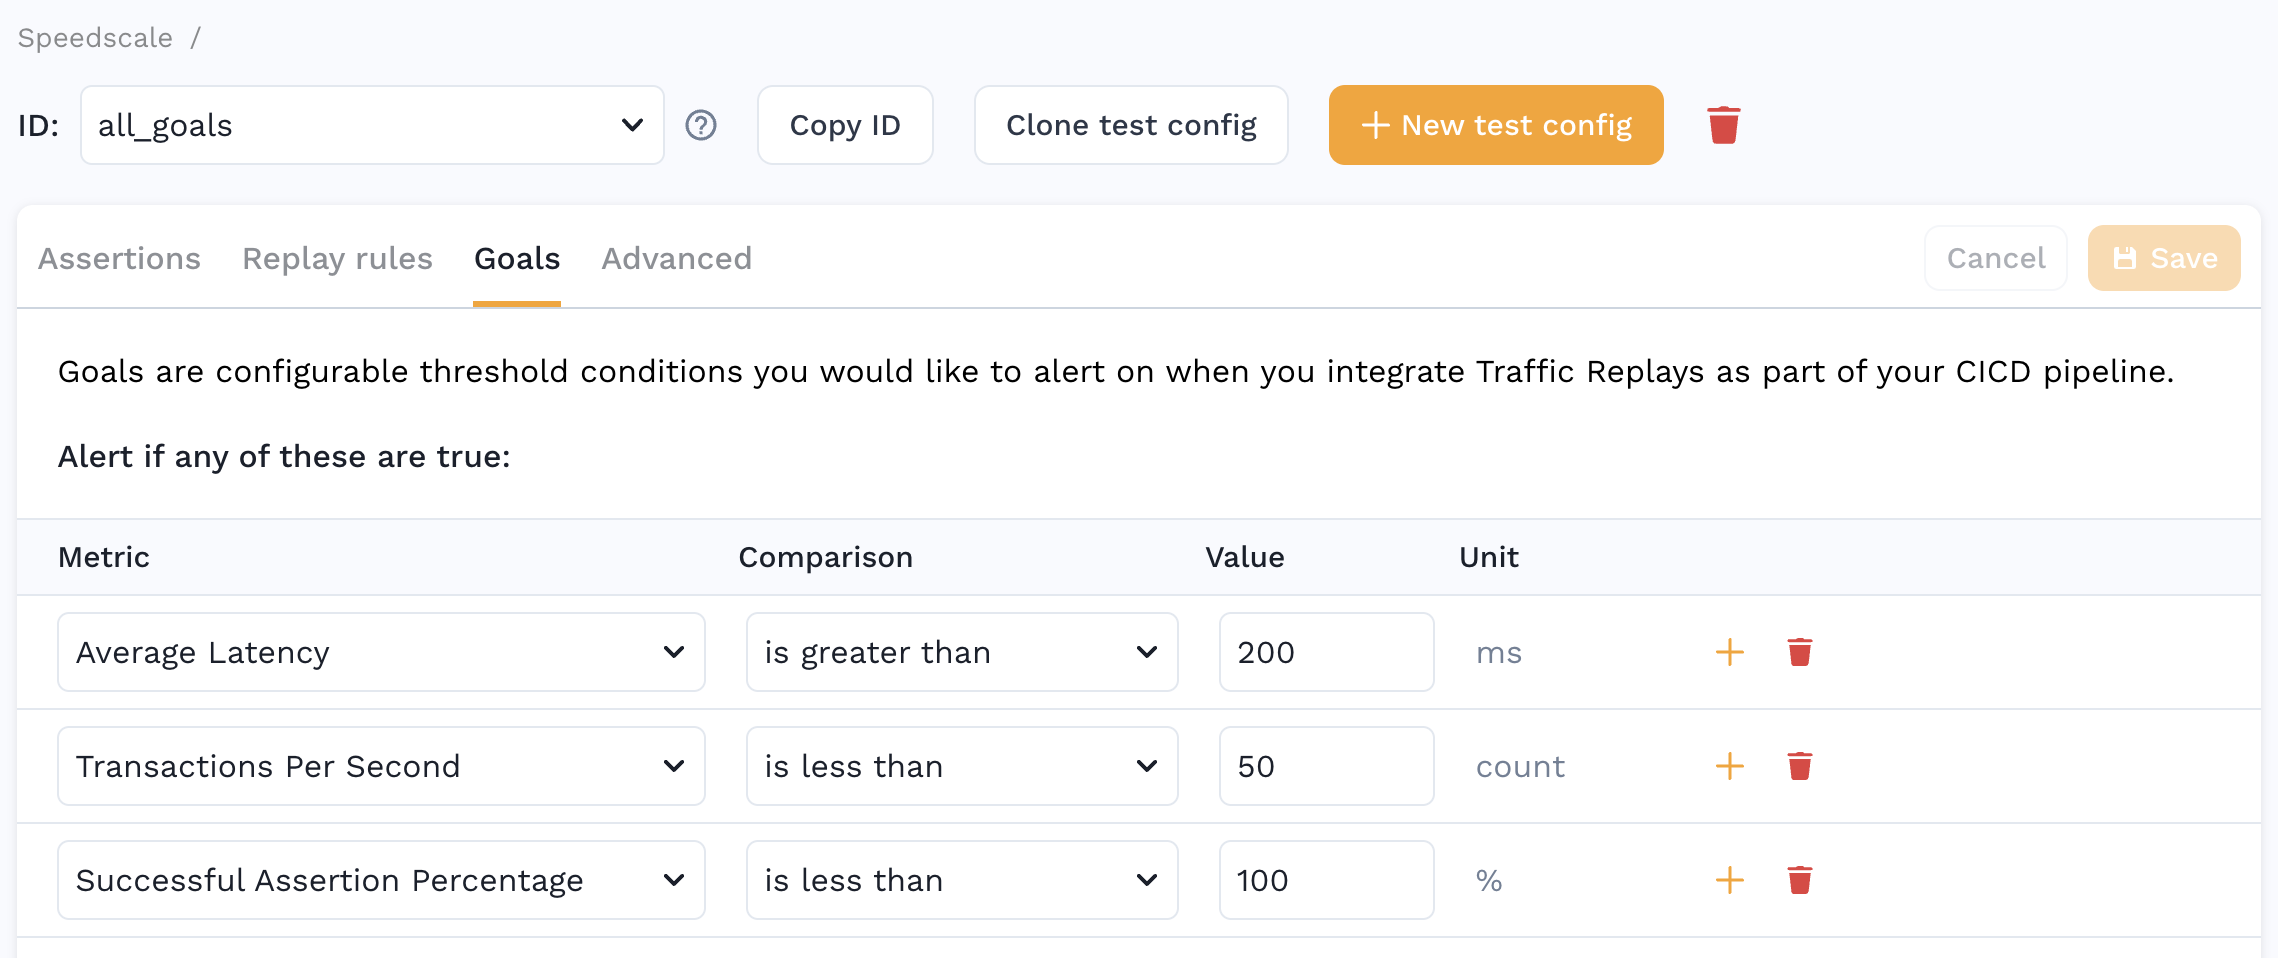 Speedscale /
ID: all_goals Copy ID Clone test config + New test config
Assertions Replay rules Goals Advanced Cancel Save
Goals are configurable threshold conditions you would like to alert on when you integrate Traffic Replays as part of your CICD pipeline.
Alert if any of these are true:
Metric Comparison Value Unit
Average Latency is greater than 200 ms
Transactions Per Second is less than 50 count
Successful Assertion Percentage is less than 100 %